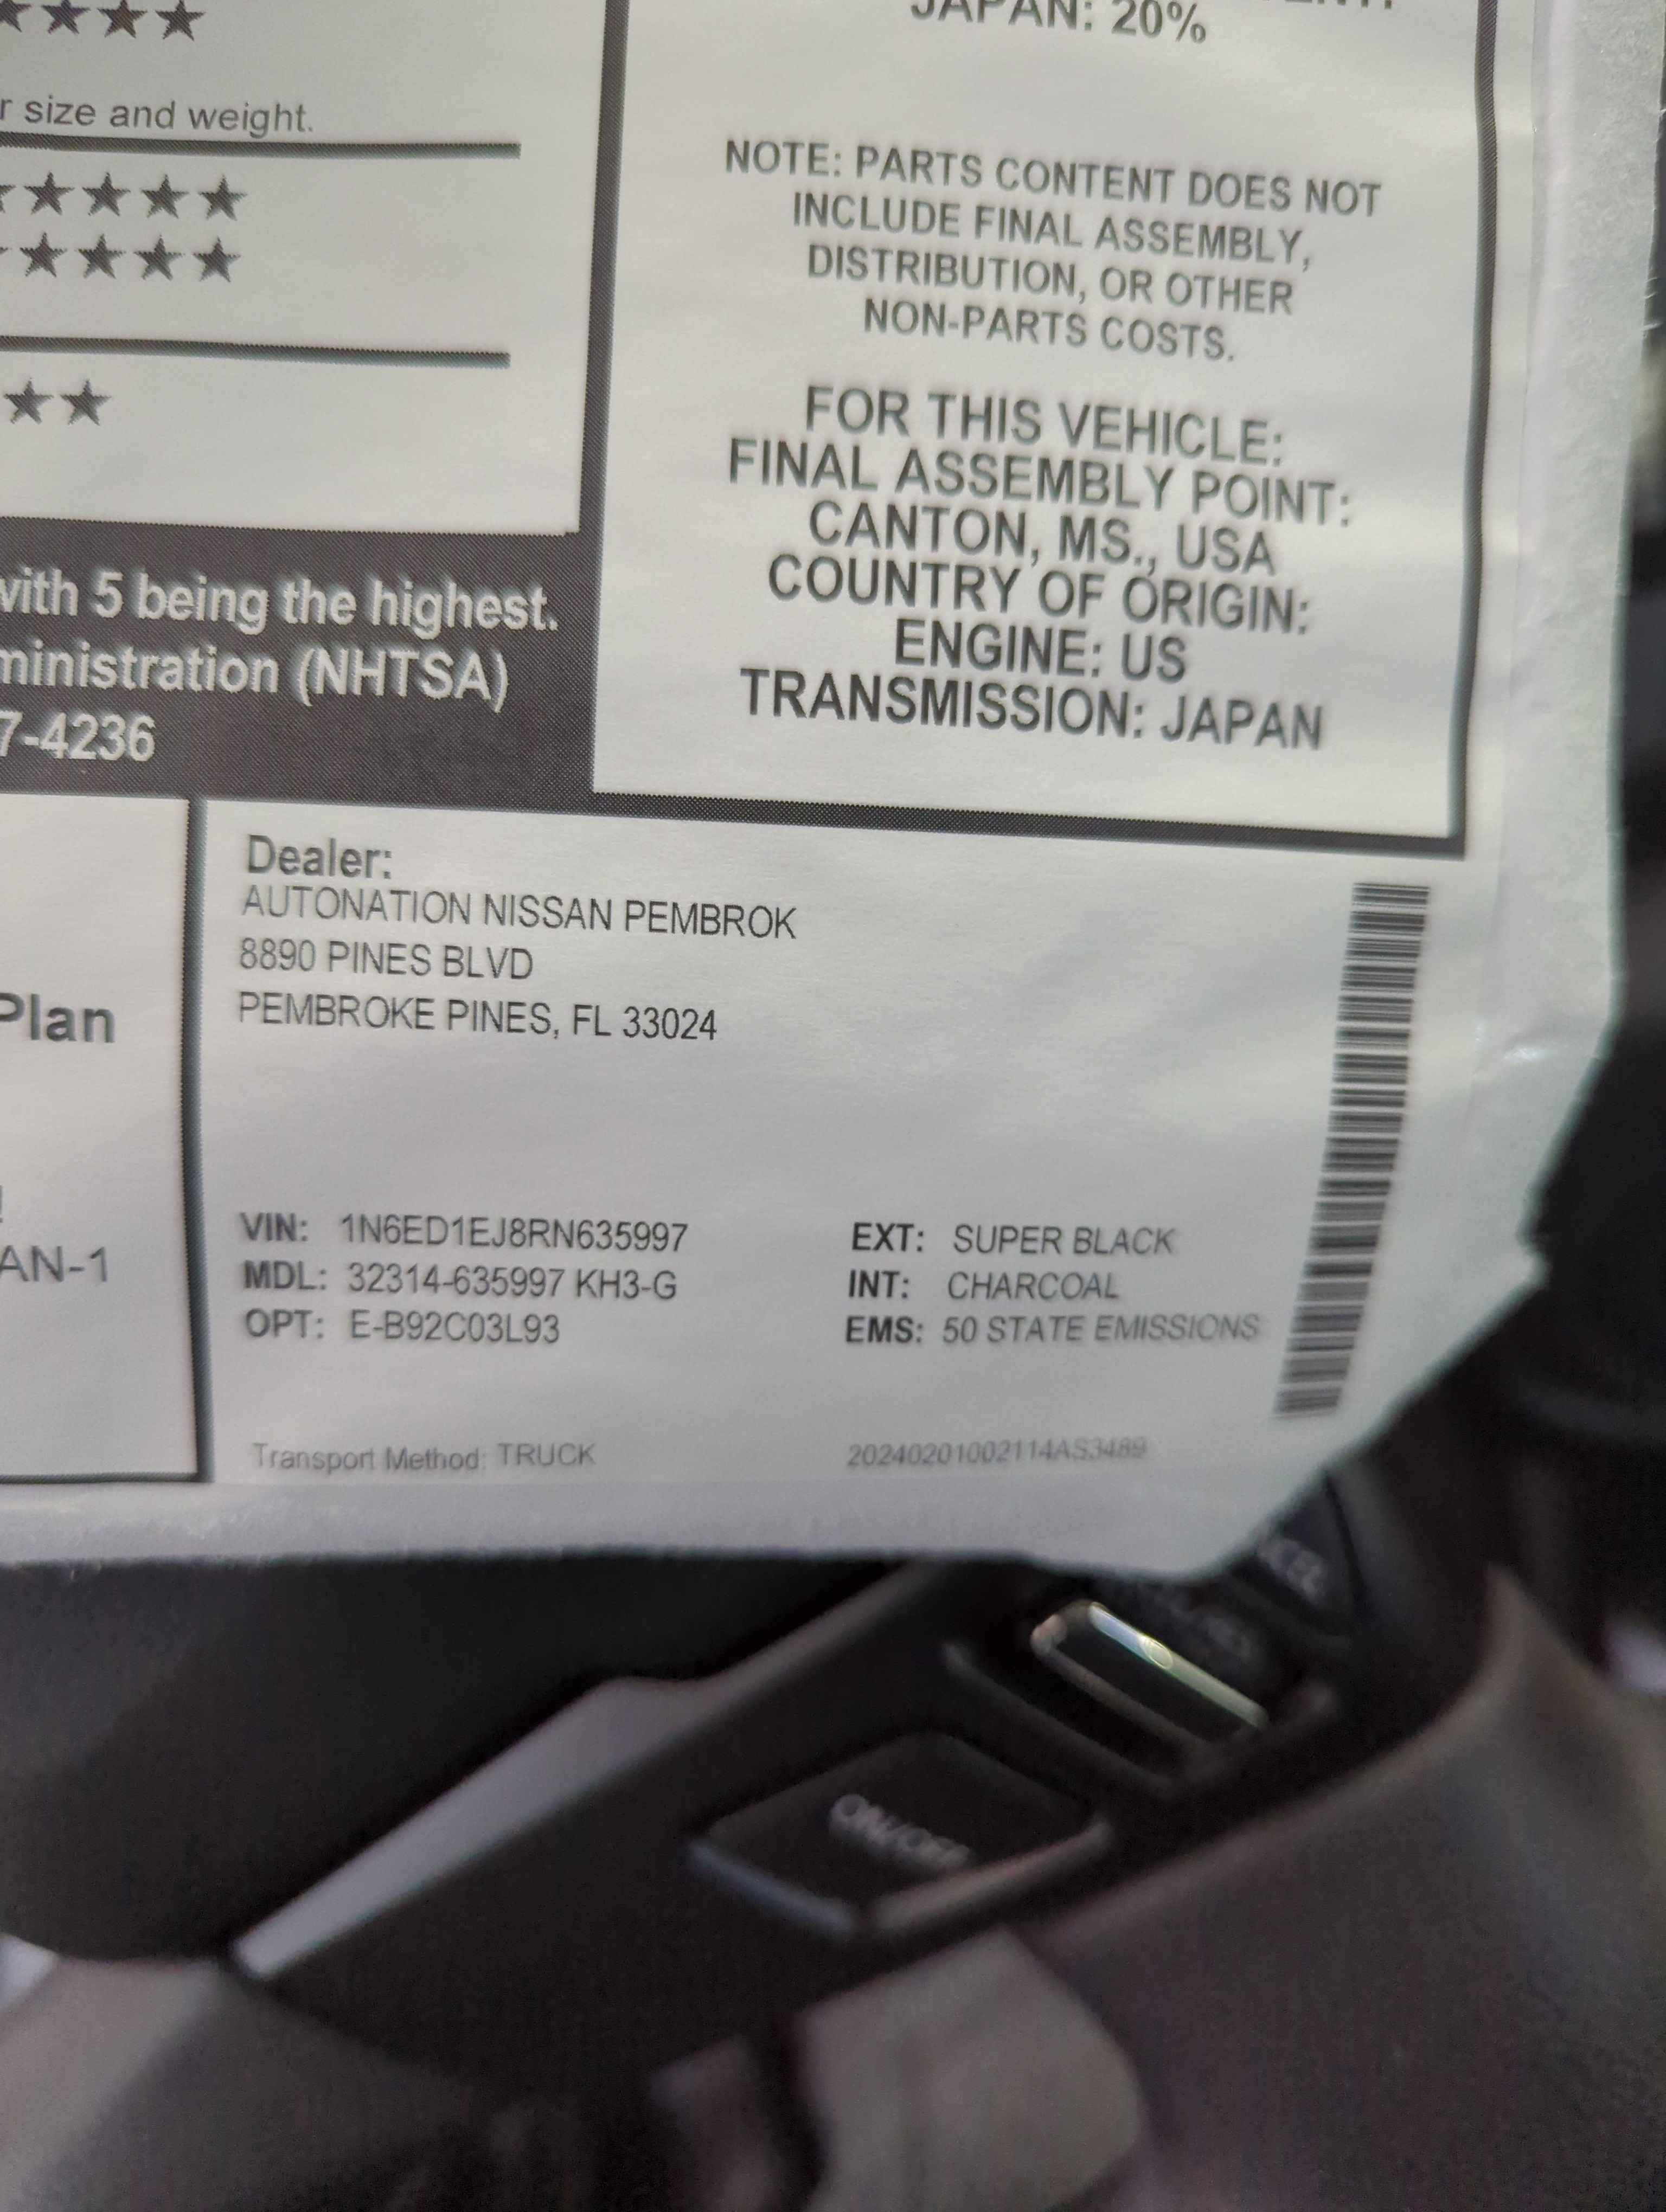 JAPAN: 20%
r size and weight.
NOTE: PARTS CONTENT DOES NOT
INCLUDE FINAL ASSEMBLY,
DISTRIBUTION, OR OTHER
NON-PARTS COSTS.
FOR THIS VEHICLE:
FINAL ASSEMBLY POINT:
CANTON, MS., USA
COUNTRY OF ORIGIN:
ENGINE: US
TRANSMISSION: JAPAN
with 5 being the highest.
ministration (NHTSA)
7-4236
Plan
AN-1
Dealer:
AUTONATION NISSAN PEMBROK
8890 PINES BLVD
PEMBROKE PINES, FL 33024
VIN: 1N6ED1EJ8RN635997
MDL: 32314-635997 KH3-G
OPT: E-B92C03L93
EXT: SUPER BLACK
INT: CHARCOAL
EMS: 50 STATE EMISSIONS
Transport Method: TRUCK
20240201002114AS3489
ON/OFF